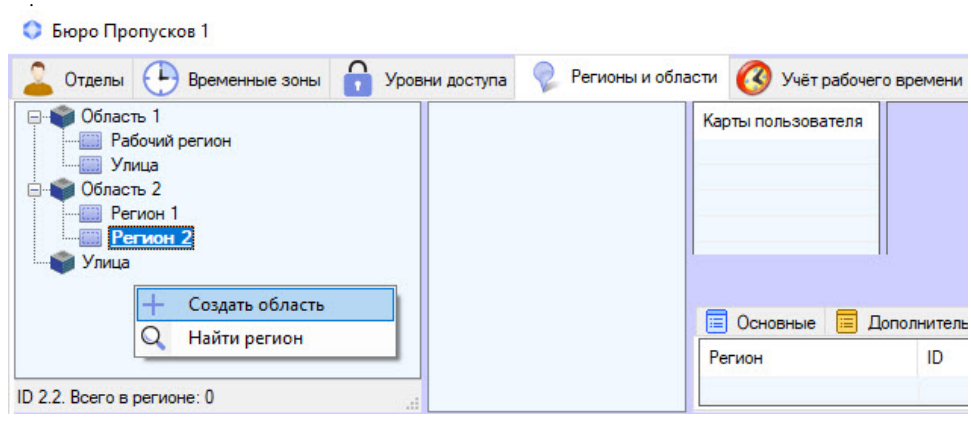 Бюро Пропусков 1
Отделы Временные зоны Уровни доступа Регионы и области Учёт рабочего времени
Область 1
Рабочий регион
Улица
Область 2
Регион 1
Регион 2
Улица
Создать область
Найти регион
ID 2.2. Всего в регионе: 0
Карты пользователя
Основные Дополнитель
Регион ID